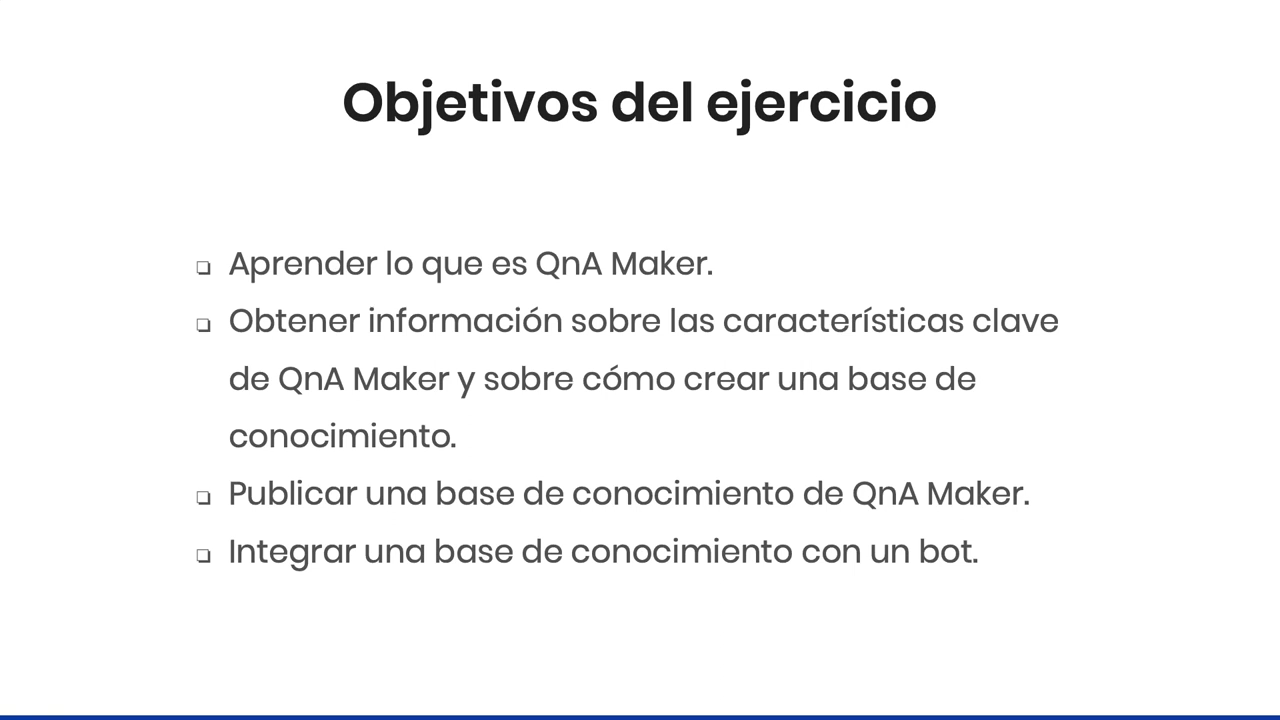 Objetivos del ejercicio
❏ Aprender lo que es QnA Maker.
❏ Obtener información sobre las características clave
de QnA Maker y sobre cómo crear una base de
conocimiento.
❏ Publicar una base de conocimiento de QnA Maker.
❏ Integrar una base de conocimiento con un bot.